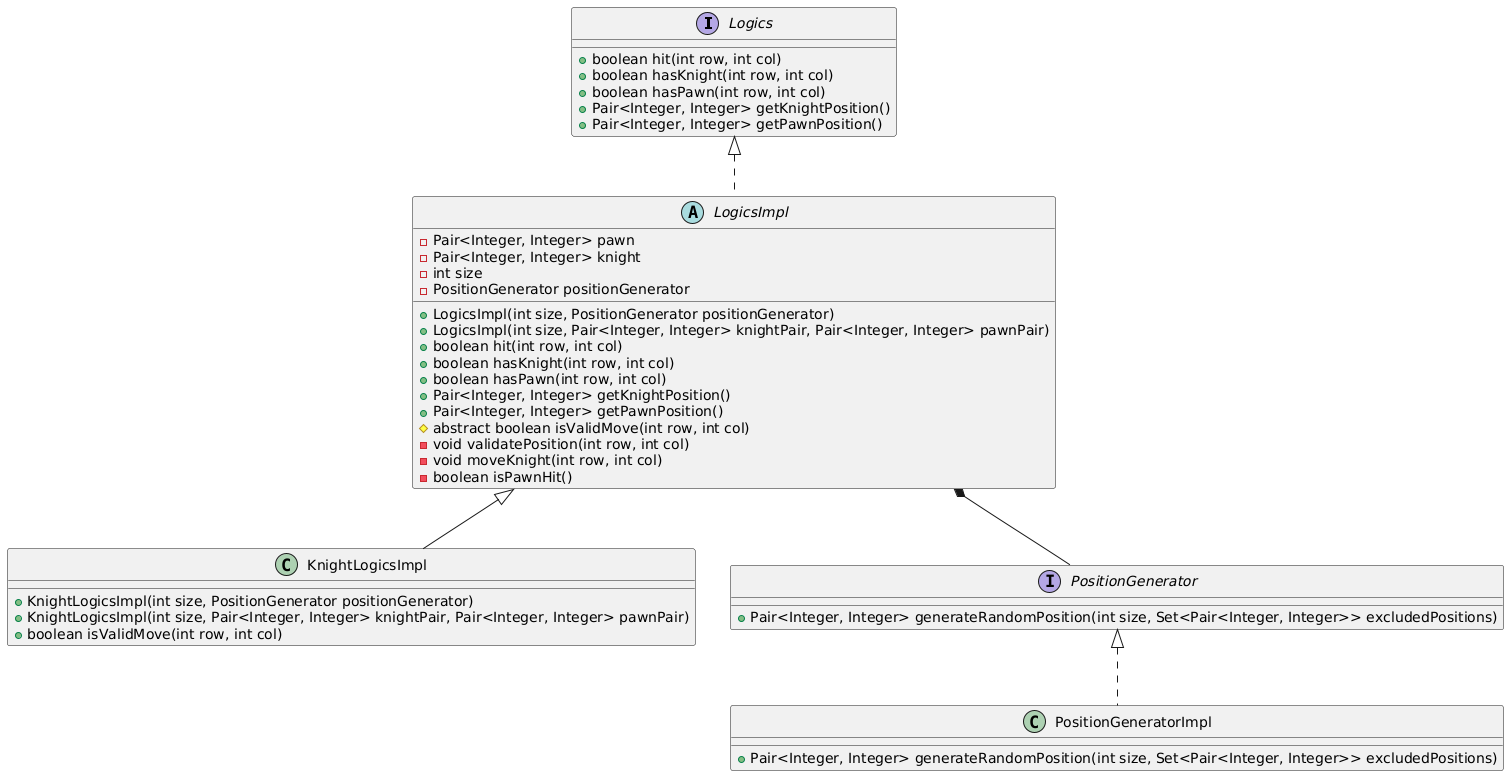 I Logics
boolean hit(int row, int col)
boolean hasKnight(int row, int col)
boolean hasPawn(int row, int col)
Pair<Integer, Integer> getKnightPosition()
Pair<Integer, Integer> getPawnPosition()
A LogicsImpl
Pair<Integer, Integer> pawn
Pair<Integer, Integer> knight
int size
PositionGenerator positionGenerator
LogicsImpl(int size, PositionGenerator positionGenerator)
LogicsImpl(int size, Pair<Integer, Integer> knightPair, Pair<Integer, Integer> pawnPair)
boolean hit(int row, int col)
boolean hasKnight(int row, int col)
boolean hasPawn(int row, int col)
Pair<Integer, Integer> getKnightPosition()
Pair<Integer, Integer> getPawnPosition()
abstract boolean isValidMove(int row, int col)
void validatePosition(int row, int col)
void moveKnight(int row, int col)
boolean isPawnHit()
C KnightLogicsImpl
KnightLogicsImpl(int size, PositionGenerator positionGenerator)
KnightLogicsImpl(int size, Pair<Integer, Integer> knightPair, Pair<Integer, Integer> pawnPair)
boolean isValidMove(int row, int col)
I PositionGenerator
Pair<Integer, Integer> generateRandomPosition(int size, Set<Pair<Integer, Integer>> excludedPositions)
C PositionGeneratorImpl
Pair<Integer, Integer> generateRandomPosition(int size, Set<Pair<Integer, Integer>> excludedPositions)